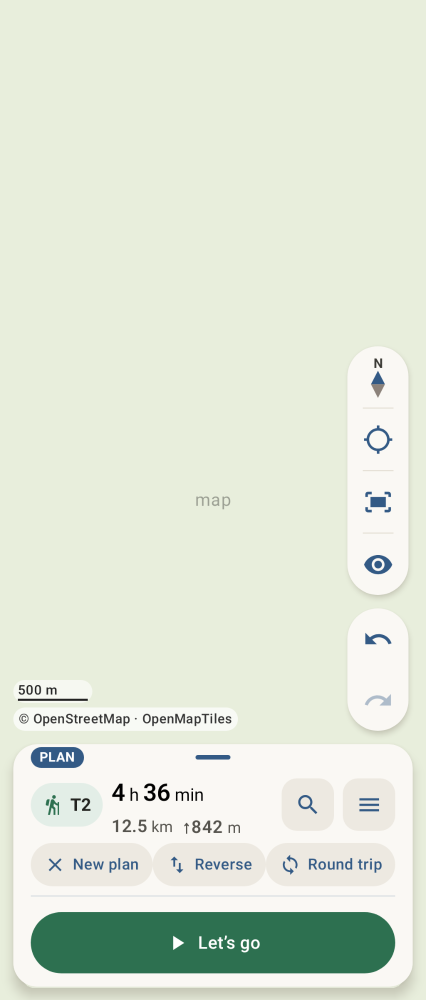 N
map
500 m
© OpenStreetMap · OpenMapTiles
PLAN
T2
4 h 36 min
12.5 km ↑842 m
New plan
Reverse
Round trip
Let’s go